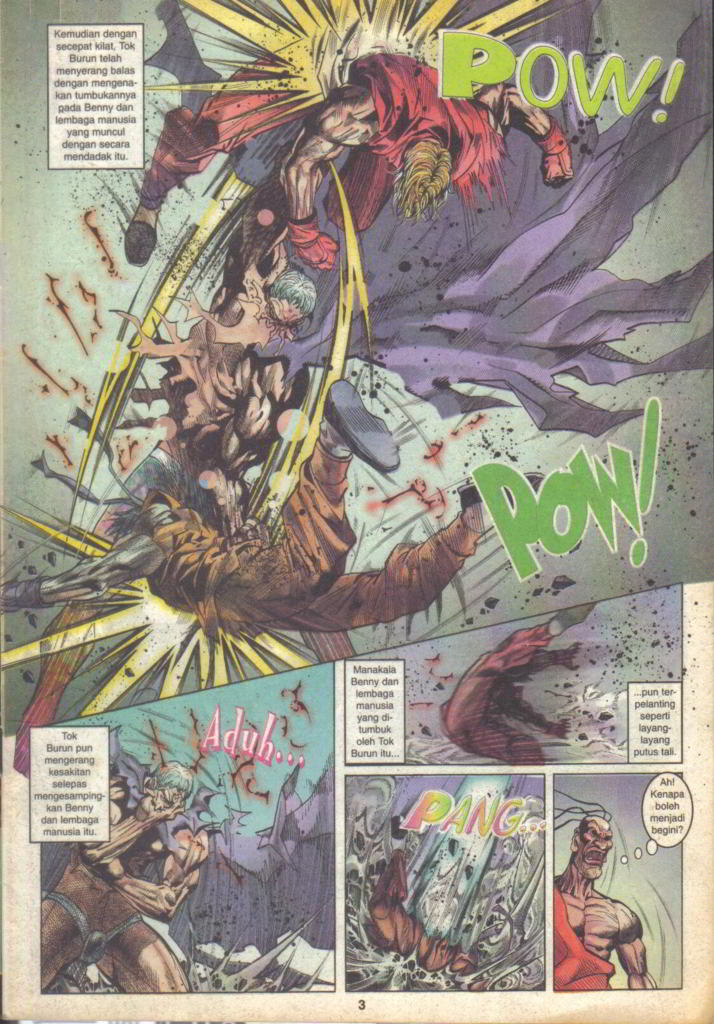 Kemudian dengan
secepat kilat, Tok
Burun telah
menyerang balas
dengan mengena-
kan tumbukannya
pada Benny dan
lembaga manusia
yang muncul
dengan secara
mendadak itu.
POW!
POW!
Tok
Burun pun
mengerang
kesakitan
selepas
mengesamping-
kan Benny
dan lembaga
manusia itu.
Aduh...
Manakala
Benny dan
lembaga
manusia
yang di-
tumbuk
oleh Tok
Burun itu...
...pun ter-
pelanting
seperti
layang-
layang
putus tali.
PANG...
Ah!
Kenapa
boleh
menjadi
begini?
3